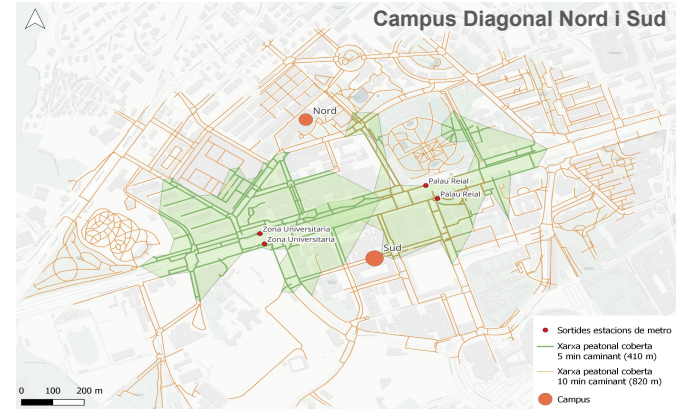 Campus Diagonal Nord i Sud
Nord
Palau Reial
Palau Reial
Zona Universitaria
Zona Universitaria
Sud
Sortides estacions de metro
Xarxa peatonal coberta
5 min caminant (410 m)
Xarxa peatonal coberta
10 min caminant (820 m)
Campus
0 100 200 m